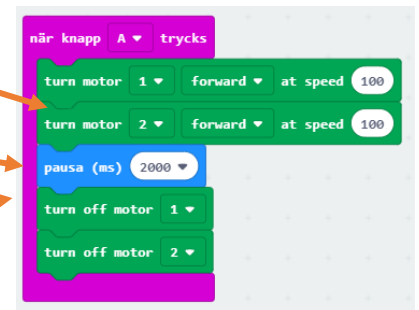 när knapp A trycks
turn motor 1 forward at speed 100
turn motor 2 forward at speed 100
pausa (ms) 2000
turn off motor 1
turn off motor 2